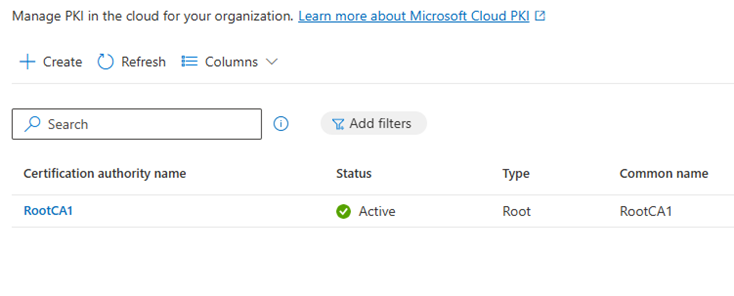 Manage PKI in the cloud for your organization. Learn more about Microsoft Cloud PKI
Create Refresh Columns
Search Add filters
Certification authority name Status Type Common name
RootCA1 Active Root RootCA1